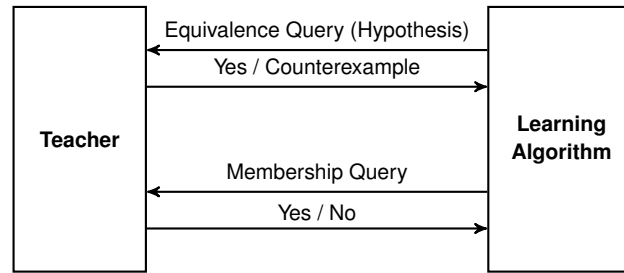 Equivalence Query (Hypothesis)
Yes / Counterexample
Teacher
Learning
Algorithm
Membership Query
Yes / No